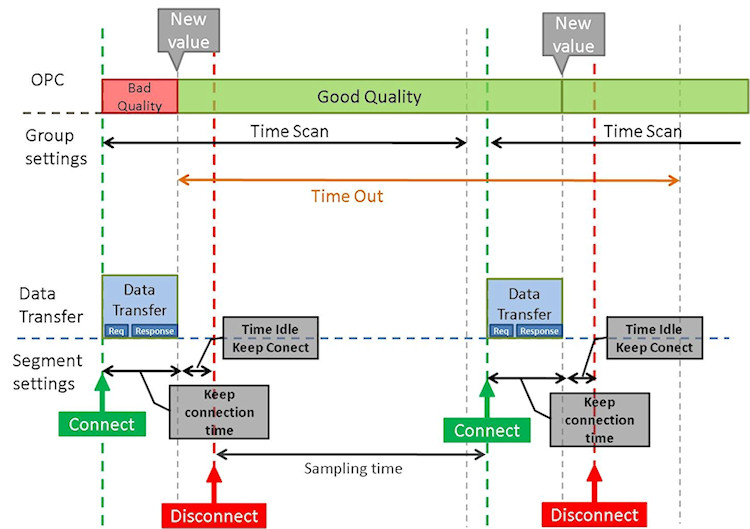 New
value
New
value
OPC
Bad
Quality
Good Quality
Group
settings
Time Scan
Time Scan
Time Out
Data
Transfer
Data
Transfer
Req
Response
Data
Transfer
Req
Response
Time Idle
Keep Conect
Time Idle
Keep Conect
Segment
settings
Keep
connection
time
Keep
connection
time
Connect
Connect
Sampling time
Disconnect
Disconnect